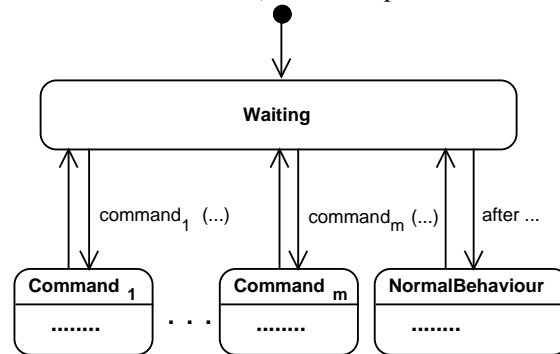 Waiting
command1 (...)
commandm (...)
after ...
Command 1
Command m
NormalBehaviour
........
. . .
........
........